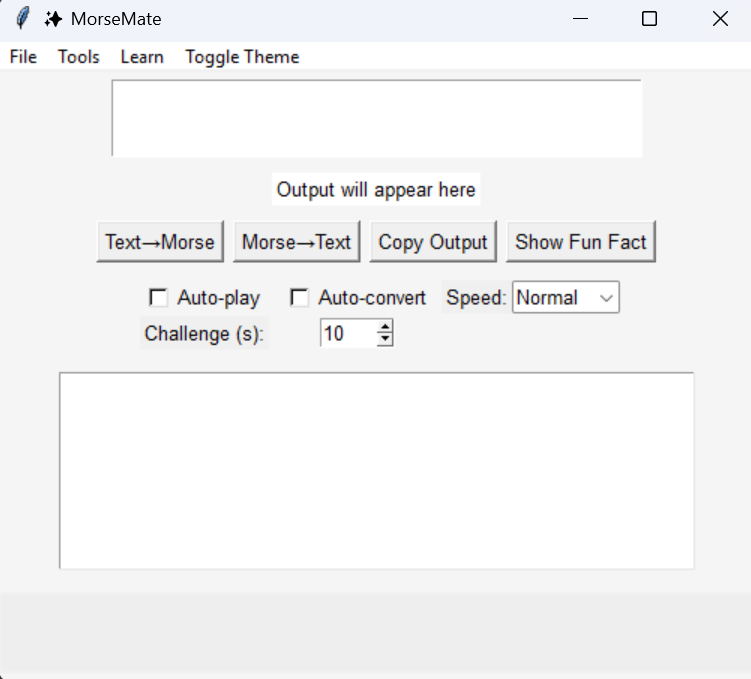 ✨ MorseMate
File Tools Learn Toggle Theme
Output will appear here
Text→Morse Morse→Text Copy Output Show Fun Fact
Auto-play Auto-convert Speed: Normal
Challenge (s): 10